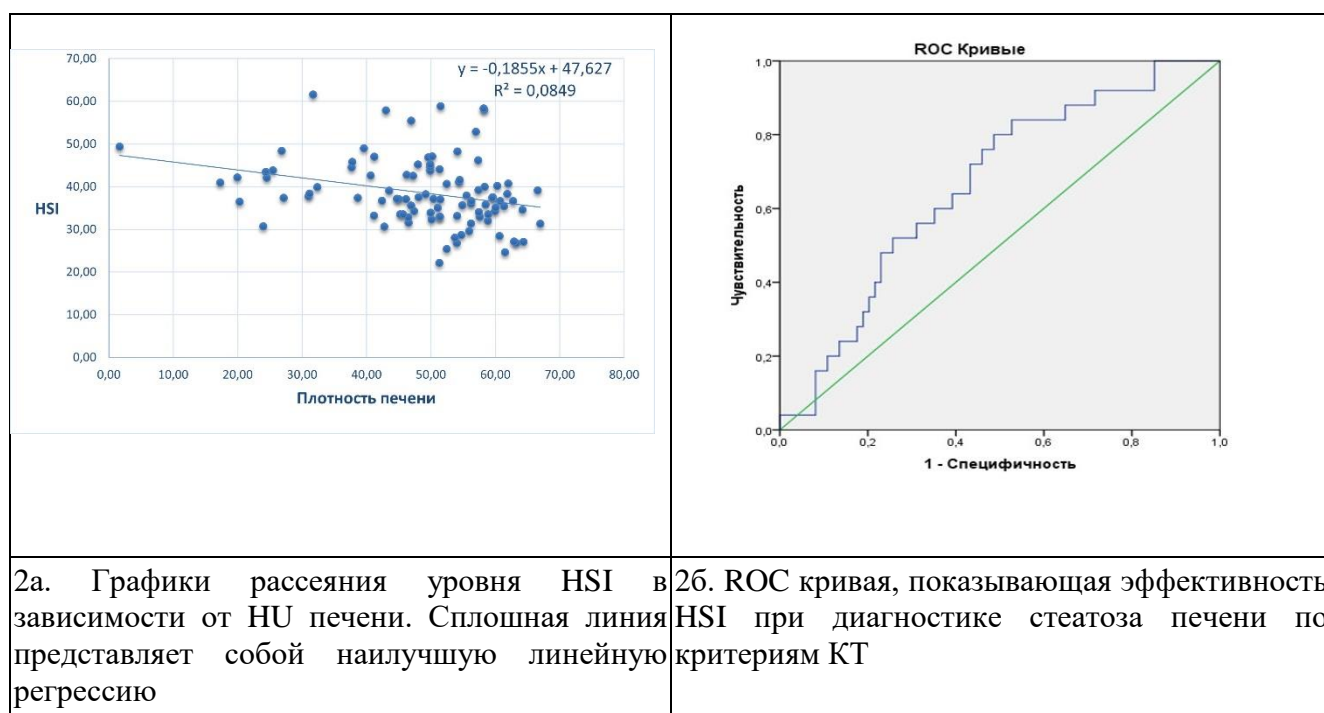 70,00
60,00
50,00
40,00
30,00
20,00
10,00
0,00
HSI
y = -0,1855x + 47,627
R² = 0,0849
0,00 10,00 20,00 30,00 40,00 50,00 60,00 70,00 80,00
Плотность печени
ROC Кривые
1,0
0,8
0,6
0,4
0,2
0,0
Чувствительность
0,0 0,2 0,4 0,6 0,8 1,0
1 - Специфичность
2а. Графики рассеяния уровня HSI в
зависимости от HU печени. Сплошная линия
представляет собой наилучшую линейную
регрессию
2б. ROC кривая, показывающая эффективность
HSI при диагностике стеатоза печени по
критериям КТ